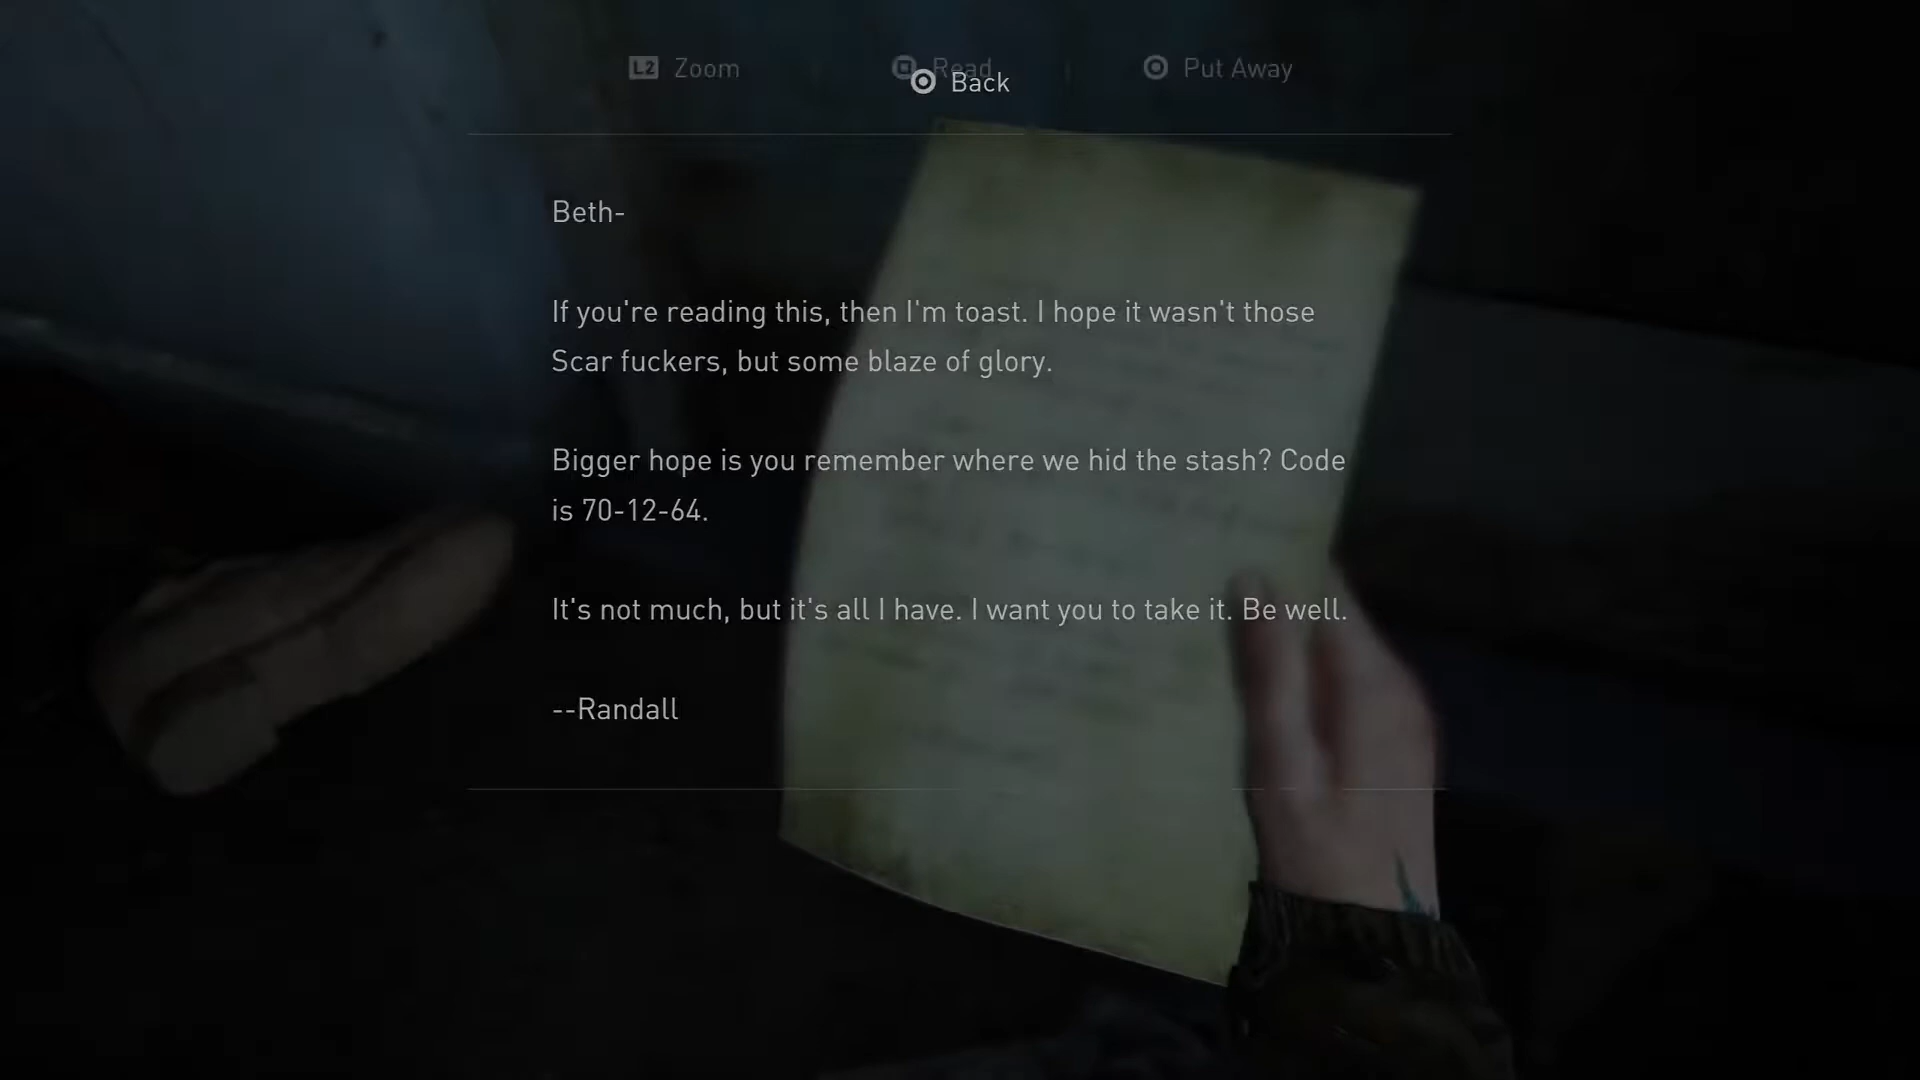 L2 Zoom Read Put Away
Back
Beth-
If you're reading this, then I'm toast. I hope it wasn't those
Scar fuckers, but some blaze of glory.
Bigger hope is you remember where we hid the stash? Code
is 70-12-64.
It's not much, but it's all I have. I want you to take it. Be well.
--Randall